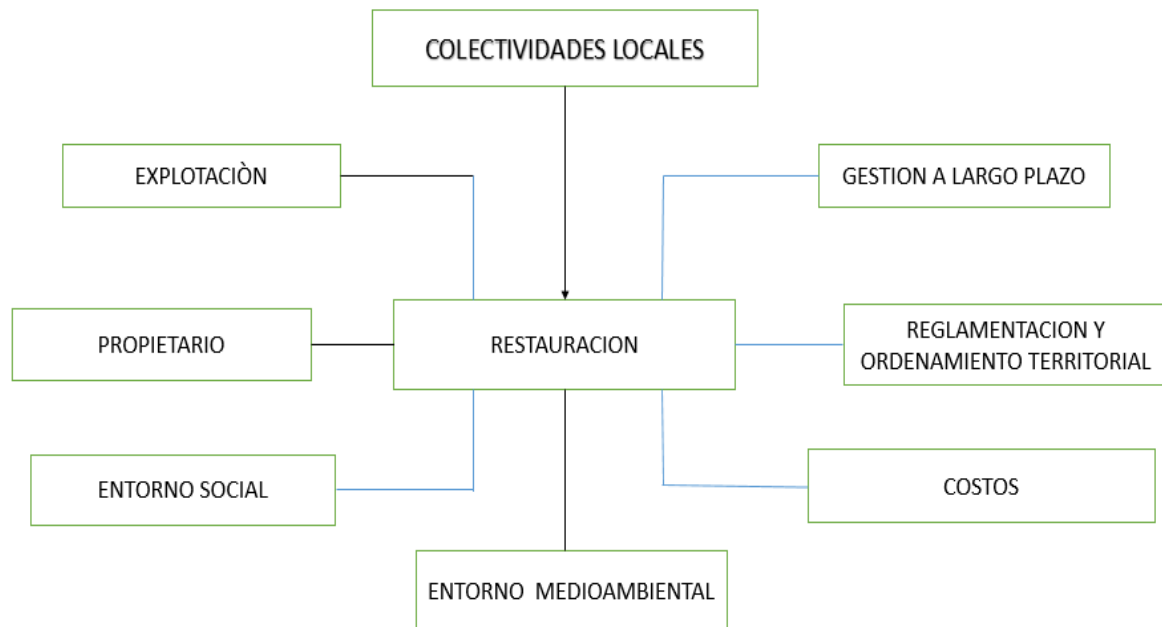 COLECTIVIDADES LOCALES
EXPLOTACIÒN
GESTION A LARGO PLAZO
PROPIETARIO
RESTAURACION
REGLAMENTACION Y
ORDENAMIENTO TERRITORIAL
ENTORNO SOCIAL
COSTOS
ENTORNO MEDIOAMBIENTAL